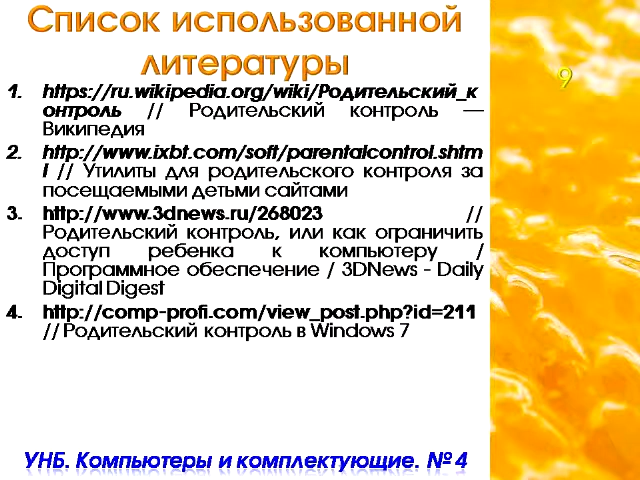 Список использованной
литературы
9
1. https://ru.wikipedia.org/wiki/Родительский_к
онтроль // Родительский контроль —
Википедия
2. http://www.ixbt.com/soft/parentalcontrol.shtm
l // Утилиты для родительского контроля за
посещаемыми детьми сайтами
3. http://www.3dnews.ru/268023 //
Родительский контроль, или как ограничить
доступ ребенка к компьютеру /
Программное обеспечение / 3DNews - Daily
Digital Digest
4. http://comp-profi.com/view_post.php?id=211
// Родительский контроль в Windows 7
УНБ. Компьютеры и комплектующие. № 4